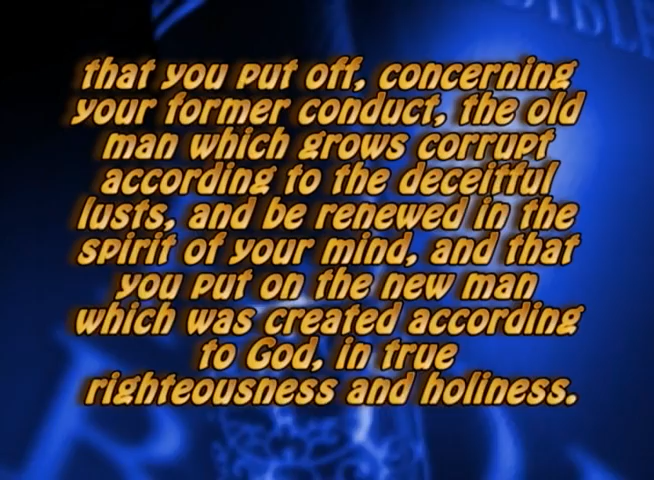 that you put off, concerning
your former conduct, the old
man which grows corrupt
according to the deceitful
lusts, and be renewed in the
spirit of your mind, and that
you put on the new man
which was created according
to God, in true
righteousness and holiness.